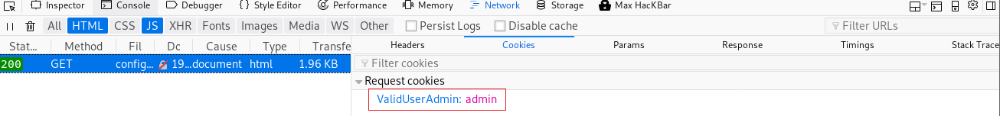 Inspector Console Debugger Style Editor Performance Memory Network Storage Max HacKBar
All HTML CSS JS XHR Fonts Images Media WS Other Persist Logs Disable cache Filter URLs
Stat... Method Fil Dc Cause Type Transfe Headers Cookies Params Response Timings Stack Trace
200 GET config... 19... document html 1.96 KB Filter cookies
Request cookies
ValidUserAdmin: admin